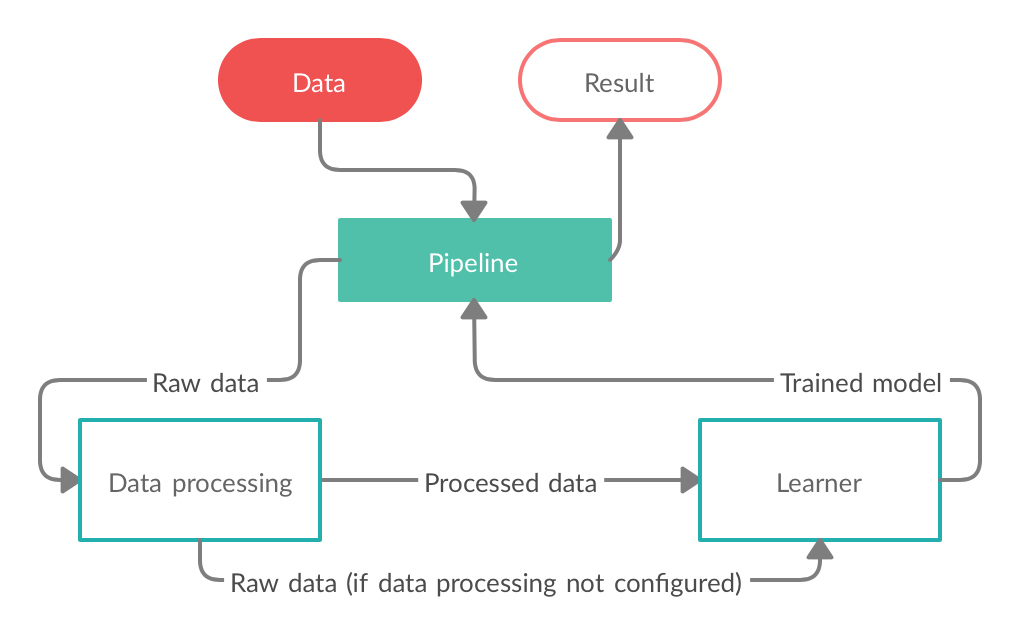 Data
Result
Pipeline
Raw data
Trained model
Data processing
Processed data
Learner
Raw data (if data processing not configured)